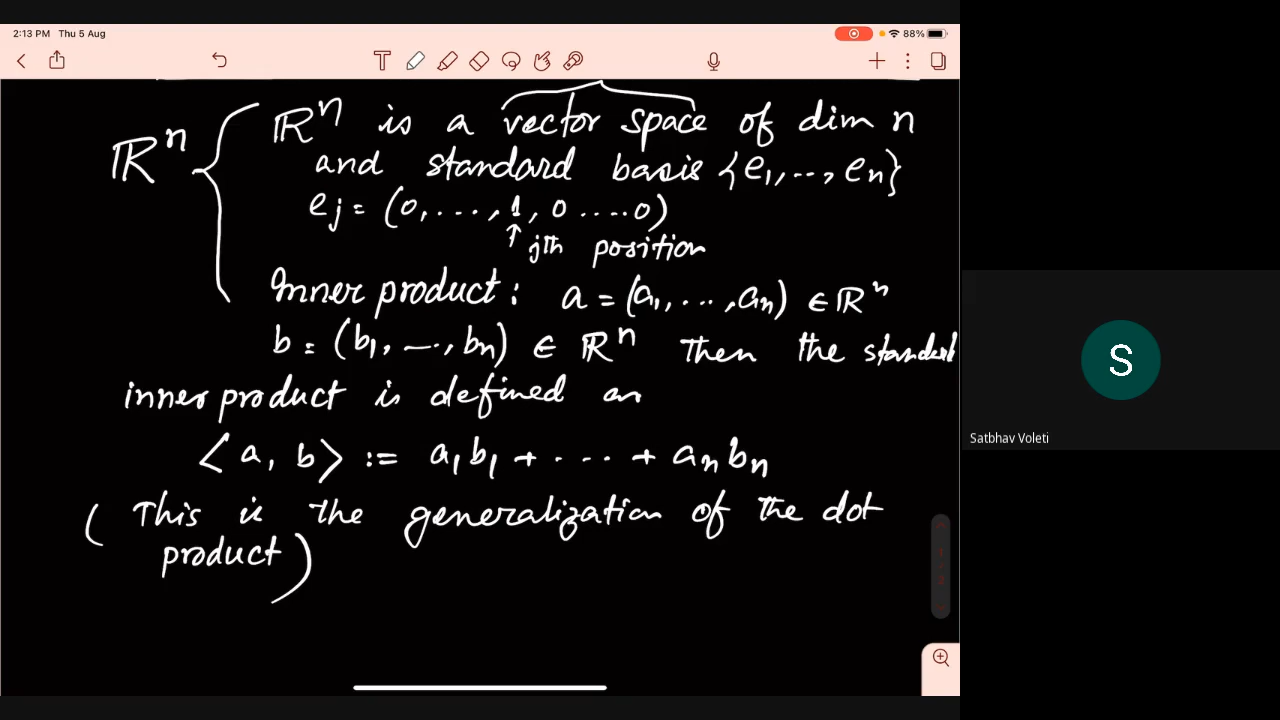 2:13 PM Thu 5 Aug
88%
ℝⁿ { ℝⁿ is a vector space of dim n
and standard basis {e₁, ..., eₙ}
eⱼ = (0, ..., 1, 0 ....0)
↑ jth position
Inner product : a = (a₁, ..., aₙ) ∈ ℝⁿ
b = (b₁, ..., bₙ) ∈ ℝⁿ Then the standard
inner product is defined as
⟨a, b⟩ := a₁b₁ + ... + aₙbₙ
( This is the generalization of the dot
product )
S
Satbhav Voleti